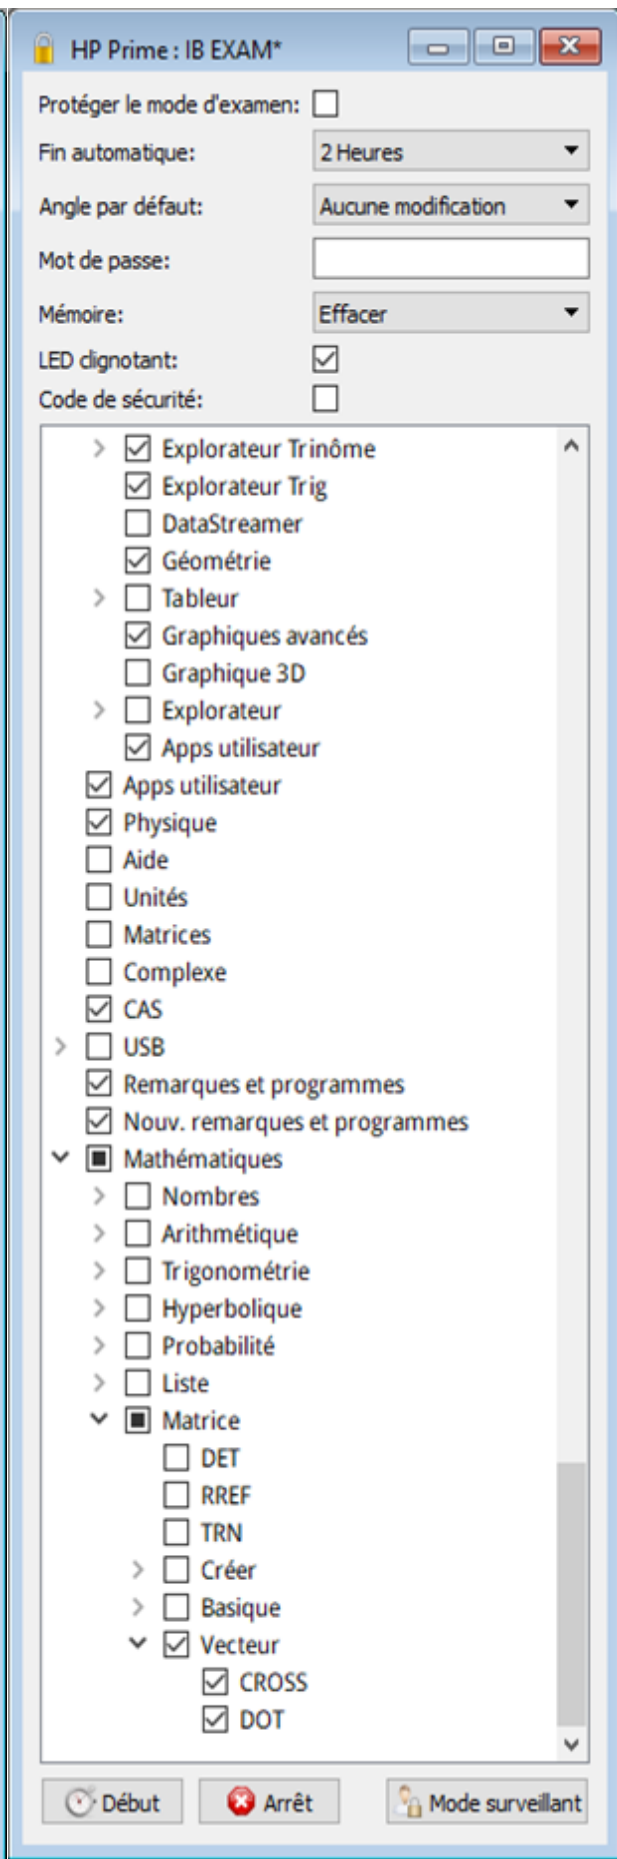 HP Prime : IB EXAM*
Protéger le mode d'examen:
Fin automatique: 2 Heures
Angle par défaut: Aucune modification
Mot de passe:
Mémoire: Effacer
LED clignotant:
Code de sécurité:
Explorateur Trinôme
Explorateur Trig
DataStreamer
Géométrie
Tableur
Graphiques avancés
Graphique 3D
Explorateur
Apps utilisateur
Apps utilisateur
Physique
Aide
Unités
Matrices
Complexe
CAS
USB
Remarques et programmes
Nouv. remarques et programmes
Mathématiques
Nombres
Arithmétique
Trigonométrie
Hyperbolique
Probabilité
Liste
Matrice
DET
RREF
TRN
Créer
Basique
Vecteur
CROSS
DOT
Début Arrêt Mode surveillant